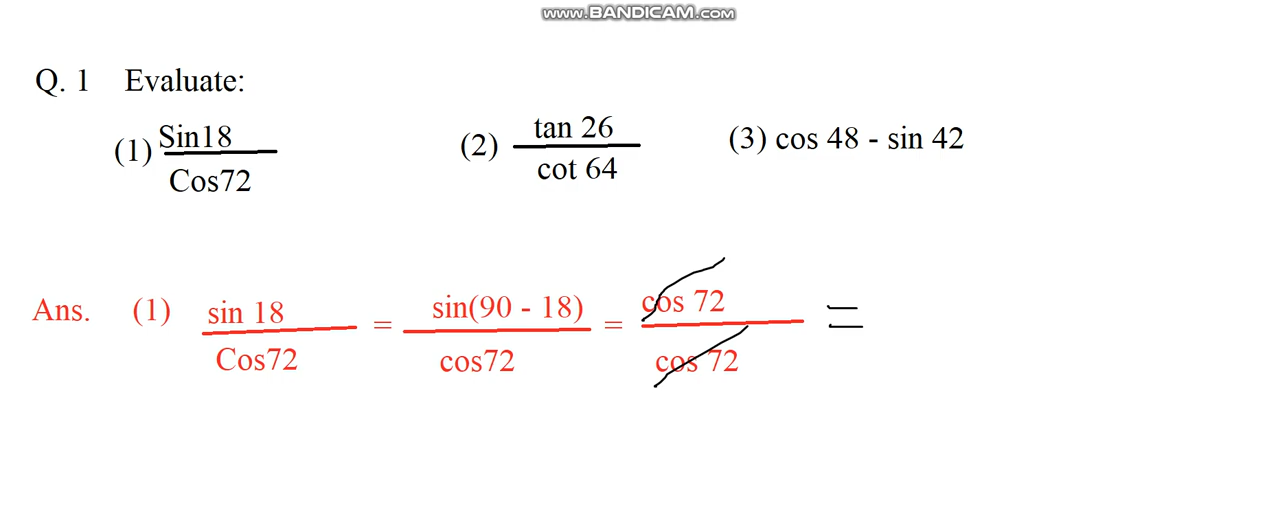 www.BANDICAM.com
Q. 1 Evaluate:
(1) Sin18 / Cos72 (2) tan 26 / cot 64 (3) cos 48 - sin 42
Ans. (1) sin 18 / Cos72 = sin(90 - 18) / cos72 = cos 72 / cos 72 =